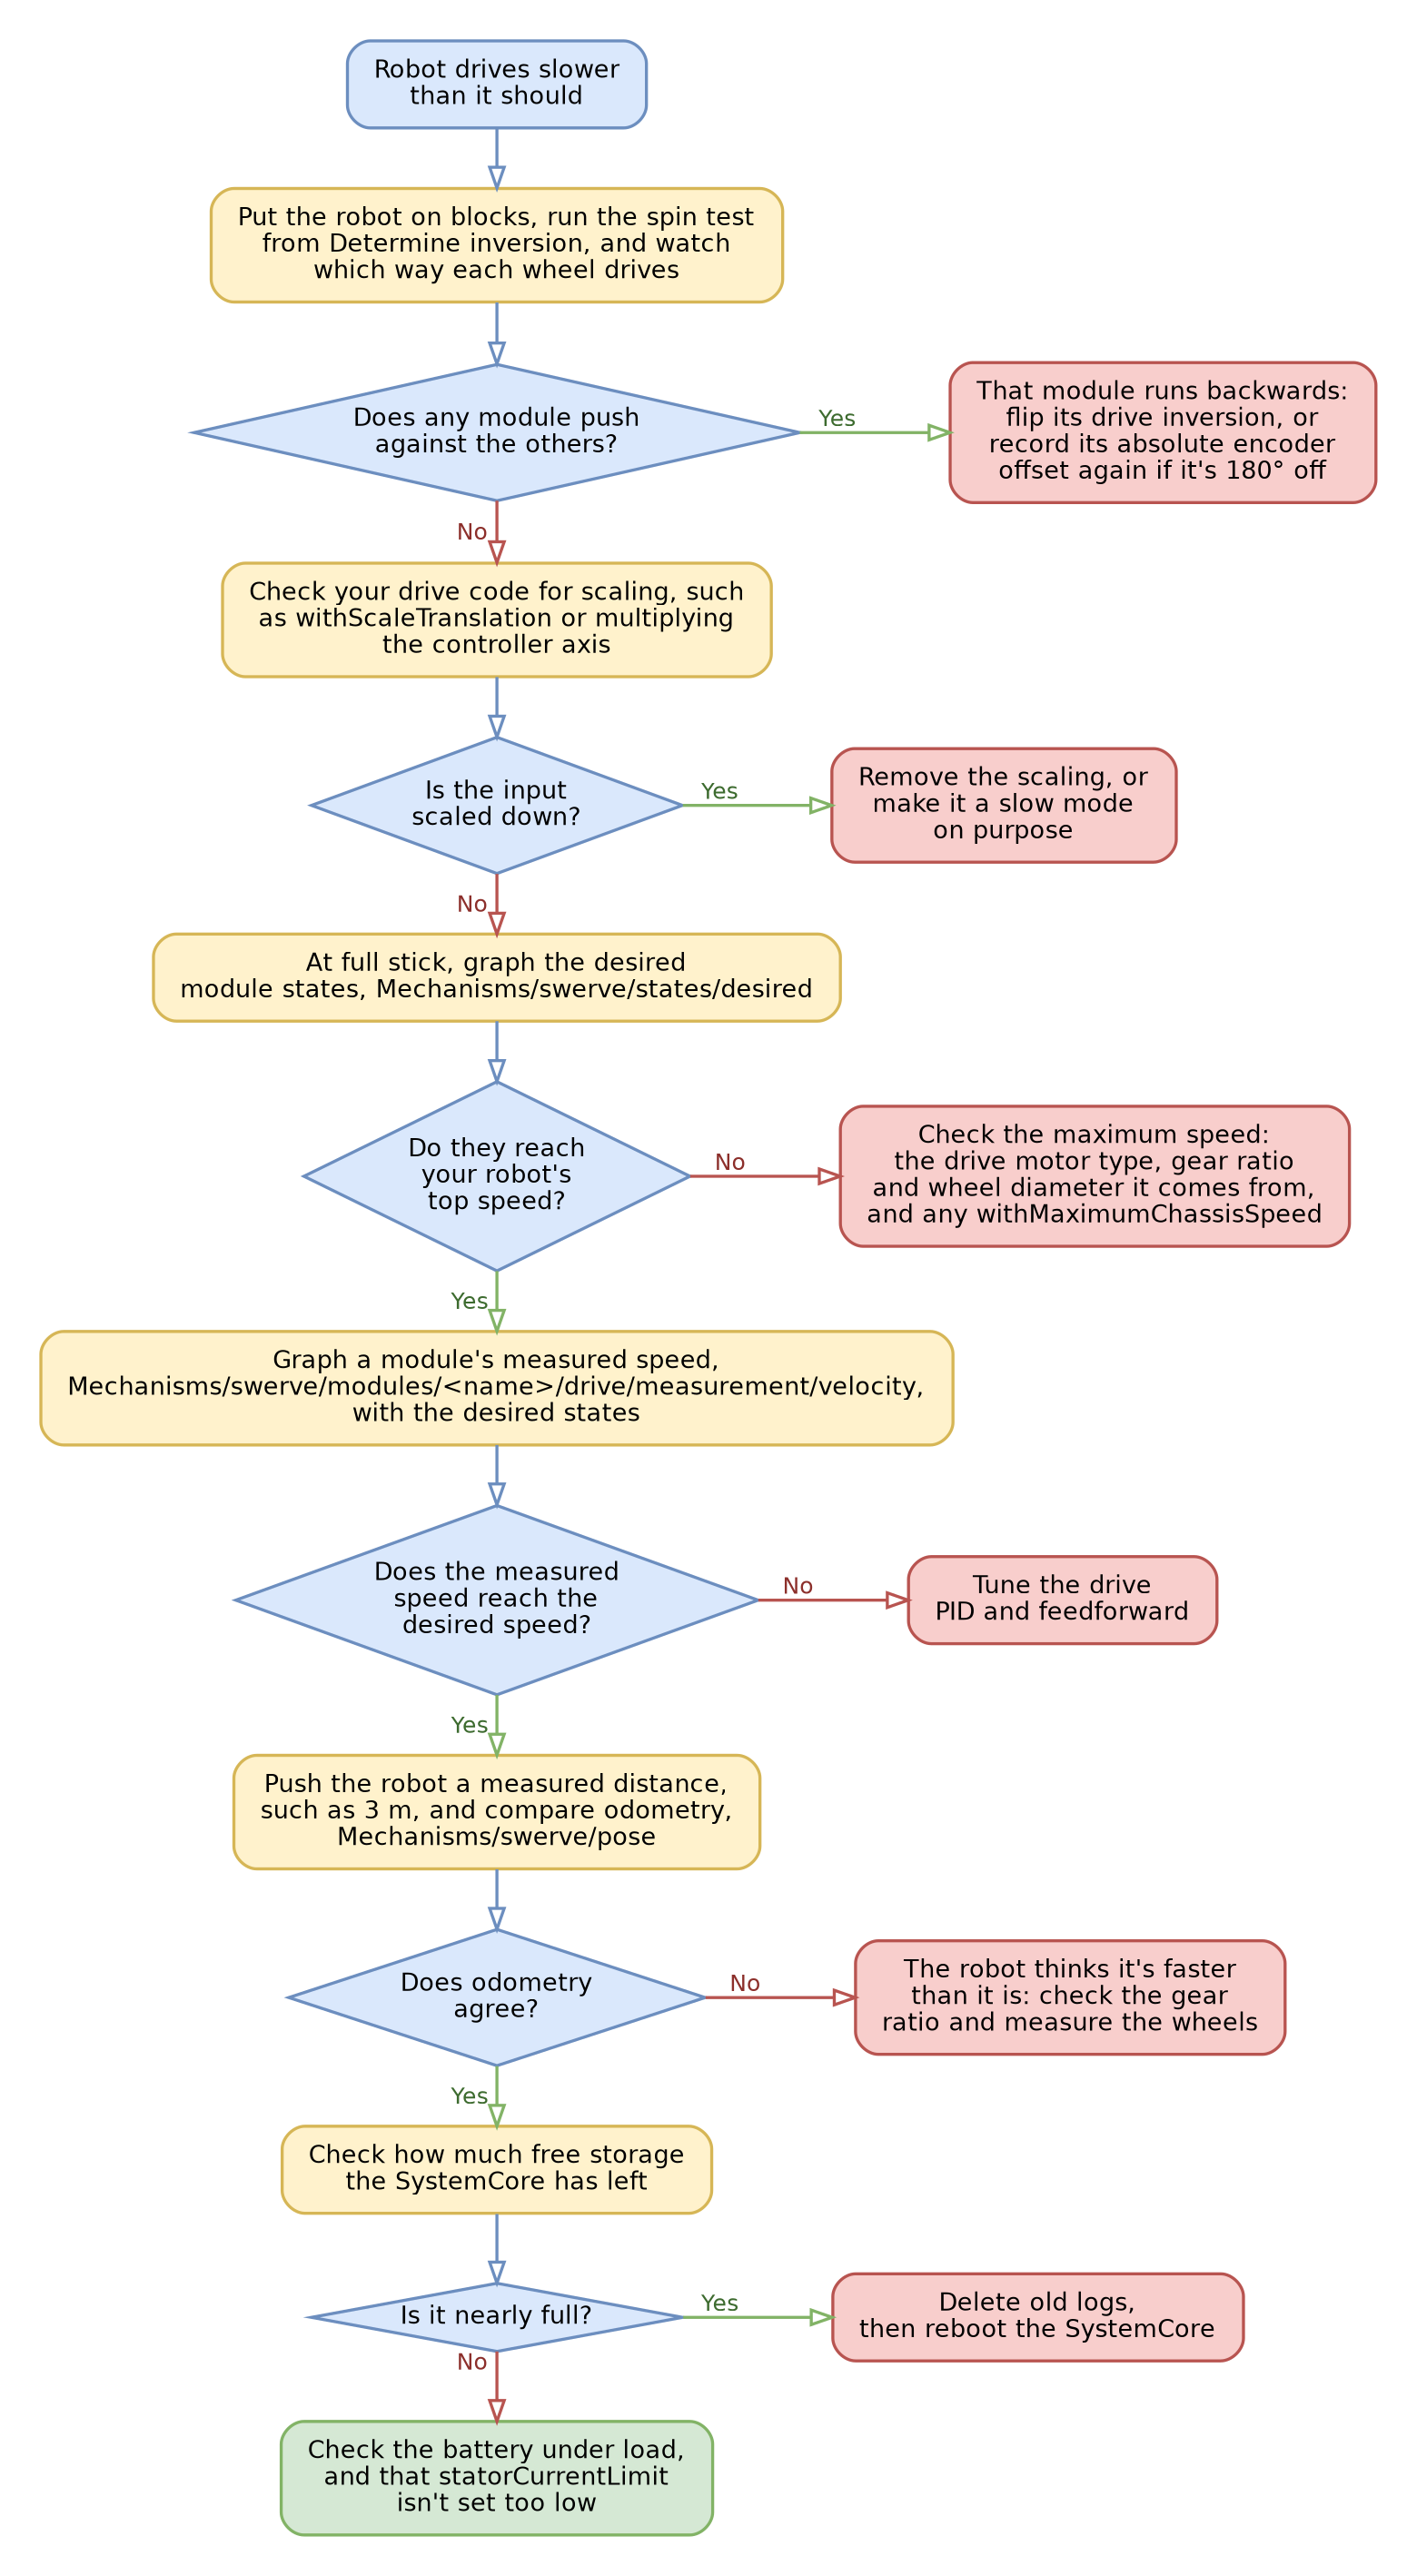 Robot drives slower
than it should
Put the robot on blocks, run the spin test
from Determine inversion, and watch
which way each wheel drives
Does any module push
against the others?
Yes
That module runs backwards:
flip its drive inversion, or
record its absolute encoder
offset again if it's 180° off
No
Check your drive code for scaling, such
as withScaleTranslation or multiplying
the controller axis
Is the input
scaled down?
Yes
Remove the scaling, or
make it a slow mode
on purpose
No
At full stick, graph the desired
module states, Mechanisms/swerve/states/desired
Do they reach
your robot's
top speed?
No
Check the maximum speed:
the drive motor type, gear ratio
and wheel diameter it comes from,
and any withMaximumChassisSpeed
Yes
Graph a module's measured speed,
Mechanisms/swerve/modules/<name>/drive/measurement/velocity,
with the desired states
Does the measured
speed reach the
desired speed?
No
Tune the drive
PID and feedforward
Yes
Push the robot a measured distance,
such as 3 m, and compare odometry,
Mechanisms/swerve/pose
Does odometry
agree?
No
The robot thinks it's faster
than it is: check the gear
ratio and measure the wheels
Yes
Check how much free storage
the SystemCore has left
Is it nearly full?
Yes
Delete old logs,
then reboot the SystemCore
No
Check the battery under load,
and that statorCurrentLimit
isn't set too low